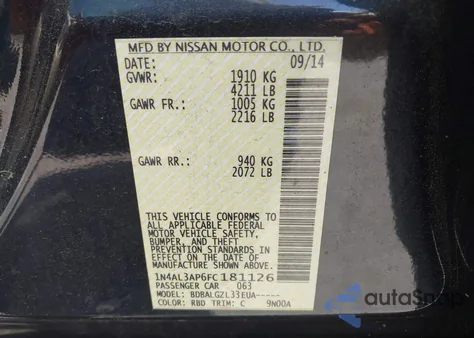 MFD BY NISSAN MOTOR CO., LTD.
DATE: 09/14
GVWR: 1910 KG
4211 LB
GAWR FR: 1005 KG
2216 LB
GAWR RR: 940 KG
2072 LB
THIS VEHICLE CONFORMS TO
ALL APPLICABLE FEDERAL
MOTOR VEHICLE SAFETY,
BUMPER, AND THEFT
PREVENTION STANDARDS
IN EFFECT ON THE DATE OF
MANUFACTURE SHOWN ABOVE.
1N4AL3AP6FC181126
PASSENGER CAR 063
MODEL: BDBALGZL33EUA-----
COLOR: RBD TRIM: C 9N00A
autoSnap